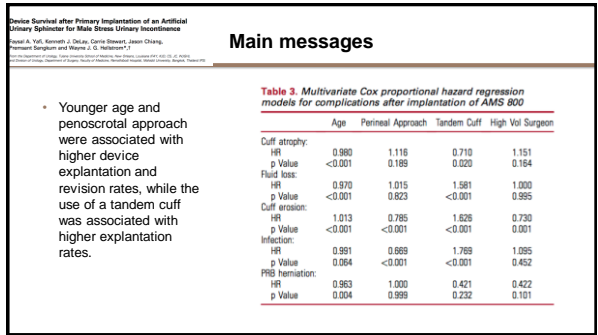 Device Survival after Primary Implantation of an Artificial
Urinary Sphincter for Male Stress Urinary Incontinence
Faysal A. Yafi, Kenneth J. DeLay, Carrie Stewart, Jason Chiang,
Premsant Sangkum and Wayne J. G. Hellstrom*,†
Main messages
• Younger age and
penoscrotal approach
were associated with
higher device
explantation and
revision rates, while the
use of a tandem cuff
was associated with
higher explantation
rates.
Table 3. Multivariate Cox proportional hazard regression
models for complications after implantation of AMS 800
Age Perineal Approach Tandem Cuff High Vol Surgeon
Cuff atrophy:
HR 0.980 1.116 0.710 1.151
p Value <0.001 0.189 0.020 0.164
Fluid loss:
HR 0.970 1.015 1.581 1.000
p Value <0.001 0.823 <0.001 0.995
Cuff erosion:
HR 1.013 0.785 1.626 0.730
p Value <0.001 <0.001 <0.001 0.001
Infection:
HR 0.991 0.669 1.769 1.095
p Value 0.064 <0.001 <0.001 0.452
PRB herniation:
HR 0.963 1.000 0.421 0.422
p Value 0.004 0.999 0.232 0.101